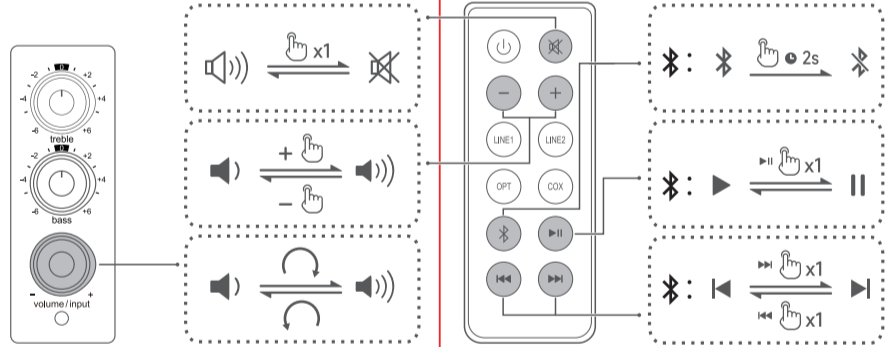 -2 0 +2
-4 +4
-6 +6
treble
-2 0 +2
-4 +4
-6 +6
bass
- +
volume/input
x1
+
-
- +
LINE1 LINE2
OPT COX
: 2s
: x1
: x1
x1